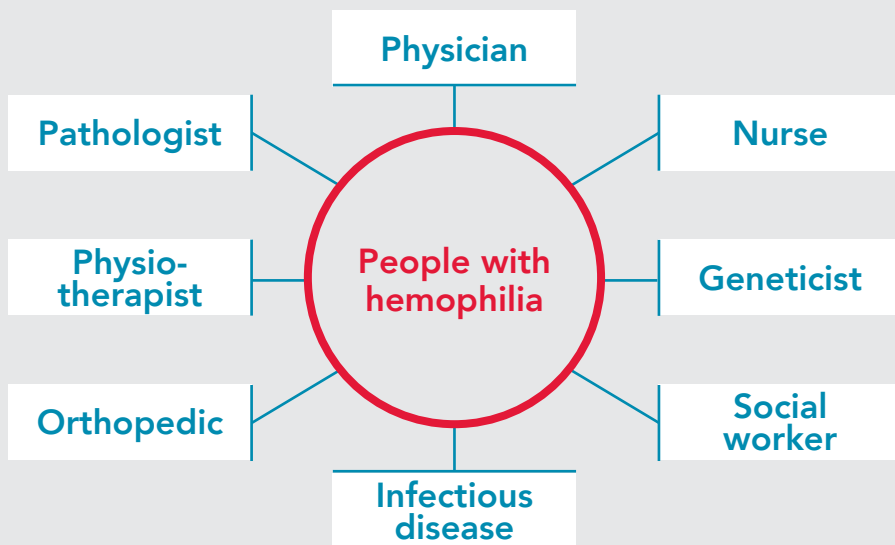 Physician
Pathologist
Nurse
Physio-
therapist
People with
hemophilia
Geneticist
Orthopedic
Social
worker
Infectious
disease